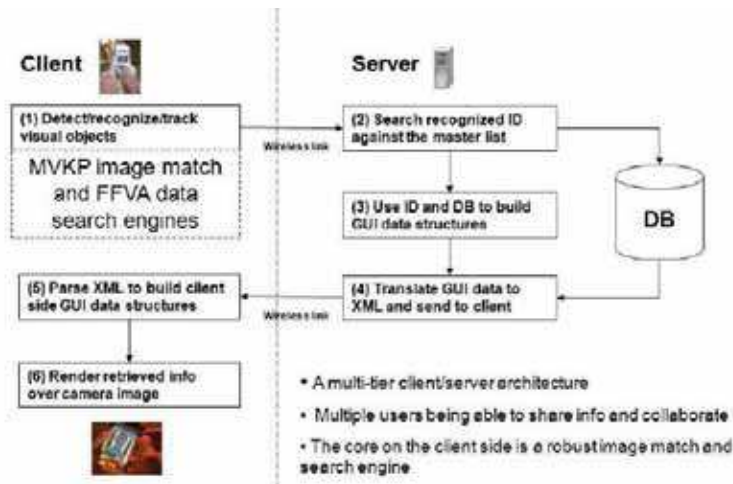 Client
Server
(1) Detect/recognize/track
visual objects
MVKP image match
and FFVA data
search engines
Wireless link
(2) Search recognized ID
against the master list
(3) Use ID and DB to build
GUI data structures
DB
(4) Translate GUI data to
XML and send to client
Wireless link
(5) Parse XML to build client
side GUI data structures
(6) Render retrieved info
over camera image
• A multi-tier client/server architecture
• Multiple users being able to share info and collaborate
• The core on the client side is a robust image match and
search engine